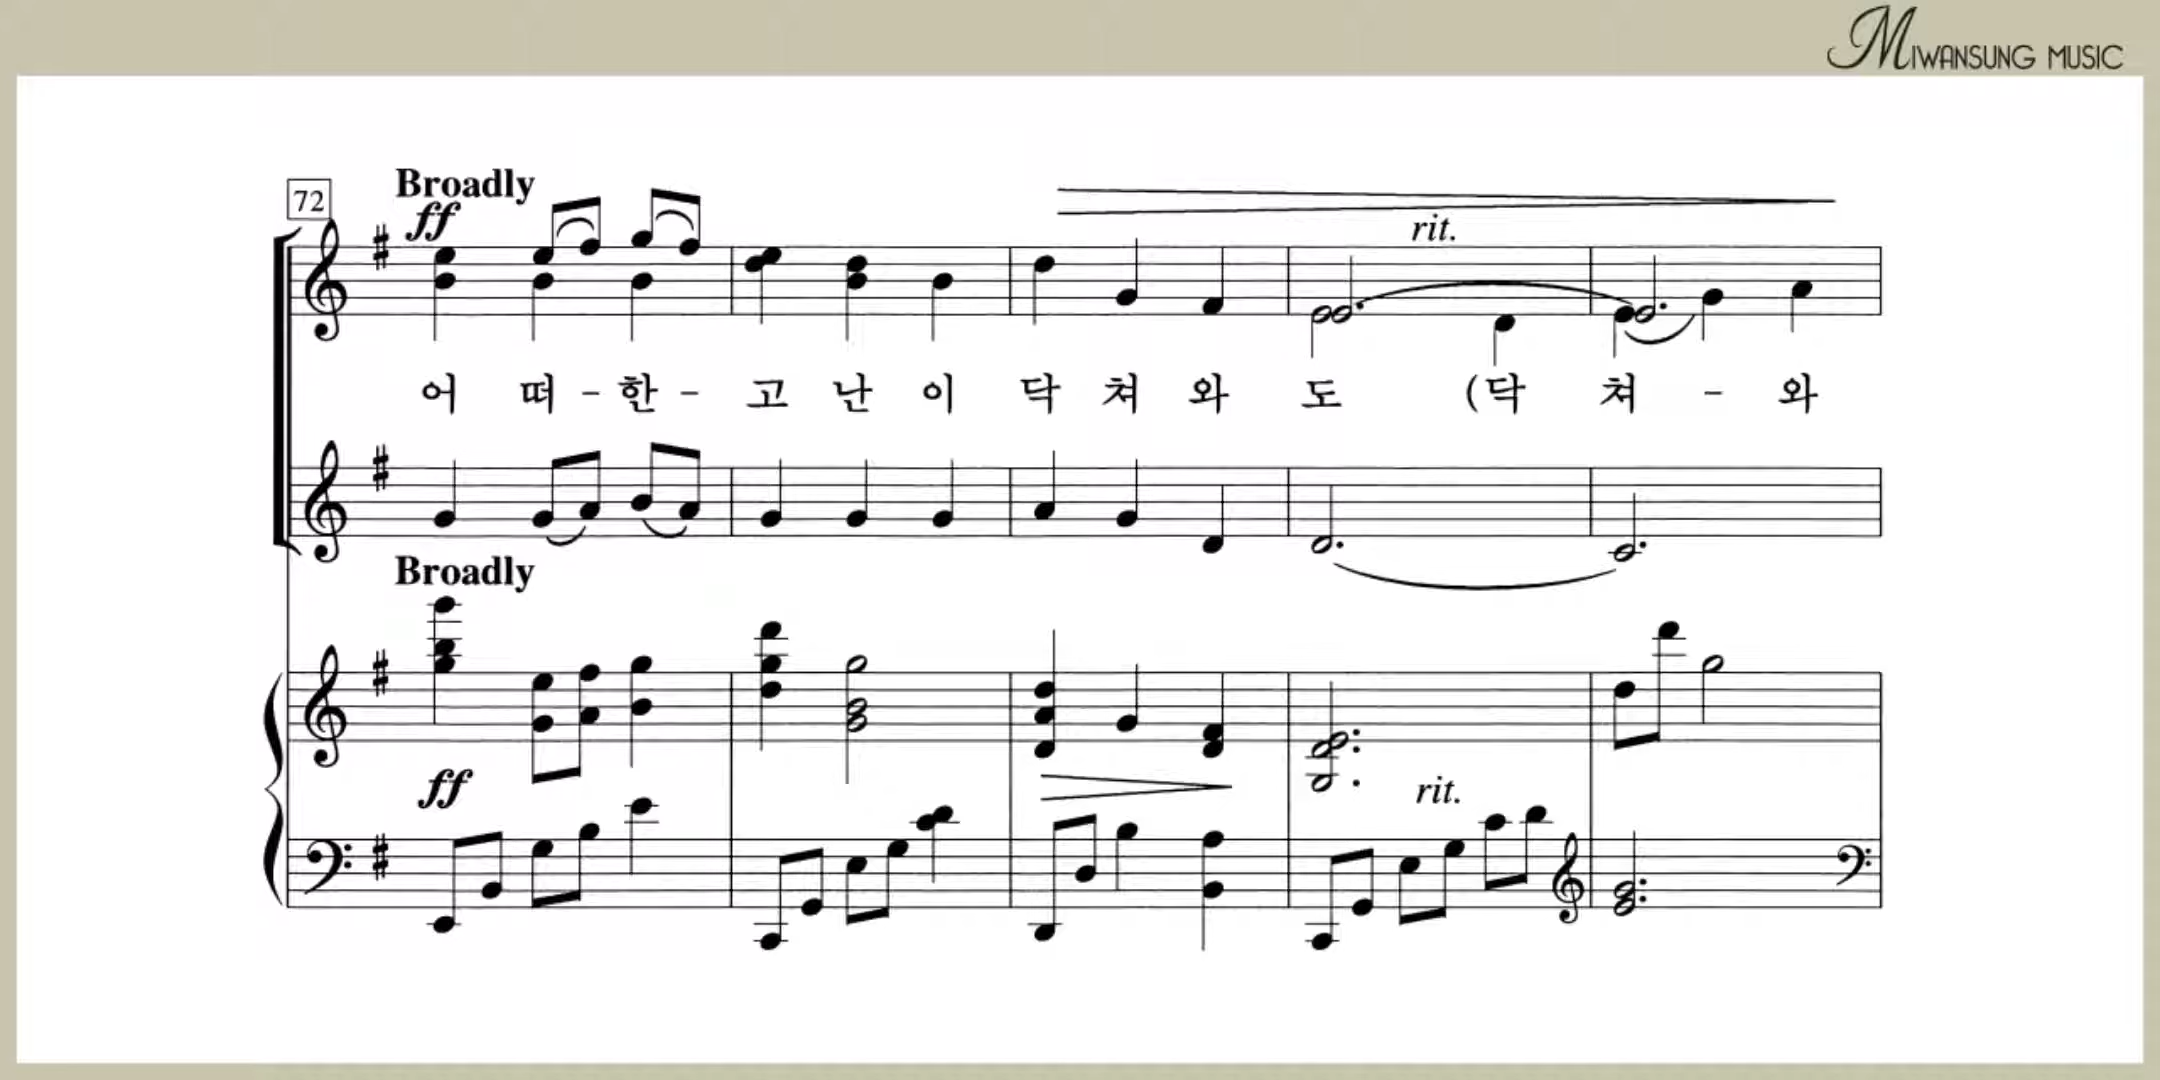 MIWANSUNG MUSIC
72
Broadly
ff
rit.
어 떠 - 한 - 고 난 이 닥 쳐 와 도 (닥 쳐 - 와
Broadly
ff
rit.